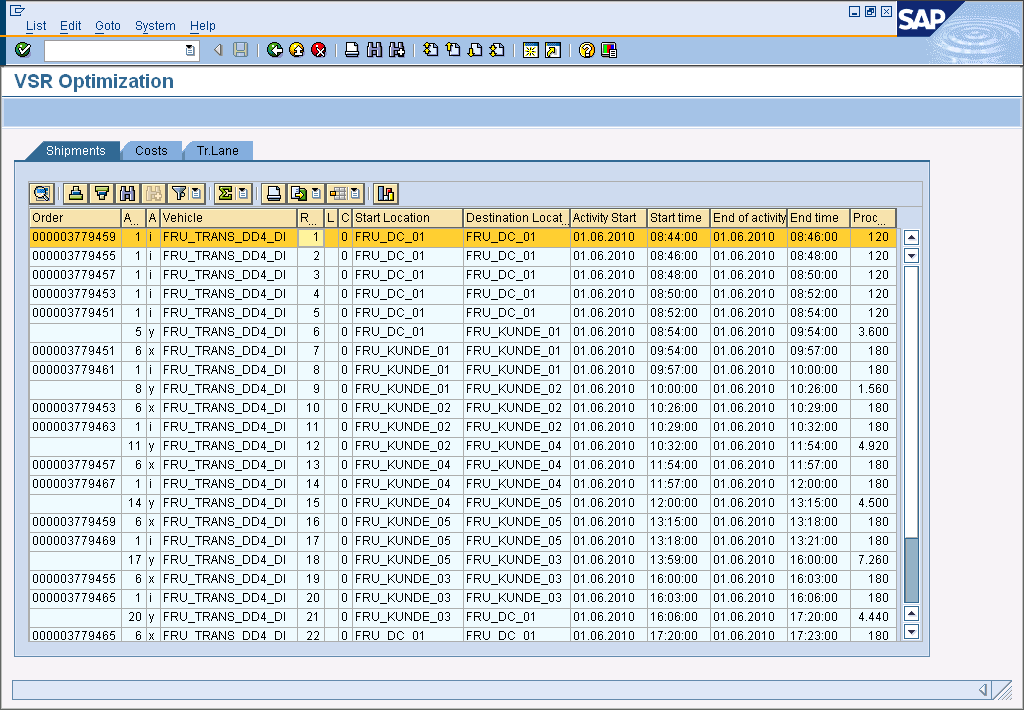 List Edit Goto System Help
SAP
VSR Optimization
Shipments Costs Tr.Lane
Order A... A Vehicle R... L C Start Location Destination Locat... Activity Start Start time End of activity End time Proc...
000003779459 1 i FRU_TRANS_DD4_DI 1 0 FRU_DC_01 FRU_DC_01 01.06.2010 08:44:00 01.06.2010 08:46:00 120
000003779455 1 i FRU_TRANS_DD4_DI 2 0 FRU_DC_01 FRU_DC_01 01.06.2010 08:46:00 01.06.2010 08:48:00 120
000003779457 1 i FRU_TRANS_DD4_DI 3 0 FRU_DC_01 FRU_DC_01 01.06.2010 08:48:00 01.06.2010 08:50:00 120
000003779453 1 i FRU_TRANS_DD4_DI 4 0 FRU_DC_01 FRU_DC_01 01.06.2010 08:50:00 01.06.2010 08:52:00 120
000003779451 1 i FRU_TRANS_DD4_DI 5 0 FRU_DC_01 FRU_DC_01 01.06.2010 08:52:00 01.06.2010 08:54:00 120
5 y FRU_TRANS_DD4_DI 6 0 FRU_DC_01 FRU_KUNDE_01 01.06.2010 08:54:00 01.06.2010 09:54:00 3.600
000003779451 6 x FRU_TRANS_DD4_DI 7 0 FRU_KUNDE_01 FRU_KUNDE_01 01.06.2010 09:54:00 01.06.2010 09:57:00 180
000003779461 1 i FRU_TRANS_DD4_DI 8 0 FRU_KUNDE_01 FRU_KUNDE_01 01.06.2010 09:57:00 01.06.2010 10:00:00 180
8 y FRU_TRANS_DD4_DI 9 0 FRU_KUNDE_01 FRU_KUNDE_02 01.06.2010 10:00:00 01.06.2010 10:26:00 1.560
000003779453 6 x FRU_TRANS_DD4_DI 10 0 FRU_KUNDE_02 FRU_KUNDE_02 01.06.2010 10:26:00 01.06.2010 10:29:00 180
000003779463 1 i FRU_TRANS_DD4_DI 11 0 FRU_KUNDE_02 FRU_KUNDE_02 01.06.2010 10:29:00 01.06.2010 10:32:00 180
11 y FRU_TRANS_DD4_DI 12 0 FRU_KUNDE_02 FRU_KUNDE_04 01.06.2010 10:32:00 01.06.2010 11:54:00 4.920
000003779457 6 x FRU_TRANS_DD4_DI 13 0 FRU_KUNDE_04 FRU_KUNDE_04 01.06.2010 11:54:00 01.06.2010 11:57:00 180
000003779467 1 i FRU_TRANS_DD4_DI 14 0 FRU_KUNDE_04 FRU_KUNDE_04 01.06.2010 11:57:00 01.06.2010 12:00:00 180
14 y FRU_TRANS_DD4_DI 15 0 FRU_KUNDE_04 FRU_KUNDE_05 01.06.2010 12:00:00 01.06.2010 13:15:00 4.500
000003779459 6 x FRU_TRANS_DD4_DI 16 0 FRU_KUNDE_05 FRU_KUNDE_05 01.06.2010 13:15:00 01.06.2010 13:18:00 180
000003779469 1 i FRU_TRANS_DD4_DI 17 0 FRU_KUNDE_05 FRU_KUNDE_05 01.06.2010 13:18:00 01.06.2010 13:21:00 180
17 y FRU_TRANS_DD4_DI 18 0 FRU_KUNDE_05 FRU_KUNDE_03 01.06.2010 13:59:00 01.06.2010 16:00:00 7.260
000003779455 6 x FRU_TRANS_DD4_DI 19 0 FRU_KUNDE_03 FRU_KUNDE_03 01.06.2010 16:00:00 01.06.2010 16:03:00 180
000003779465 1 i FRU_TRANS_DD4_DI 20 0 FRU_KUNDE_03 FRU_KUNDE_03 01.06.2010 16:03:00 01.06.2010 16:06:00 180
20 y FRU_TRANS_DD4_DI 21 0 FRU_KUNDE_03 FRU_DC_01 01.06.2010 16:06:00 01.06.2010 17:20:00 4.440
000003779465 6 x FRU_TRANS_DD4_DI 22 0 FRU_DC_01 FRU_DC_01 01.06.2010 17:20:00 01.06.2010 17:23:00 180